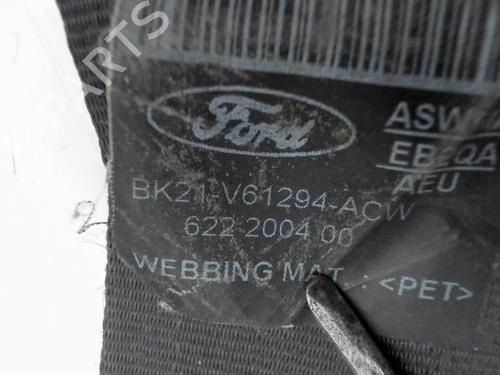 Ford
ASW
EB2QA
AEU
BK21-V61294-ACW
622 2004 00
WEBBING MAT. : <PET>
PARTS